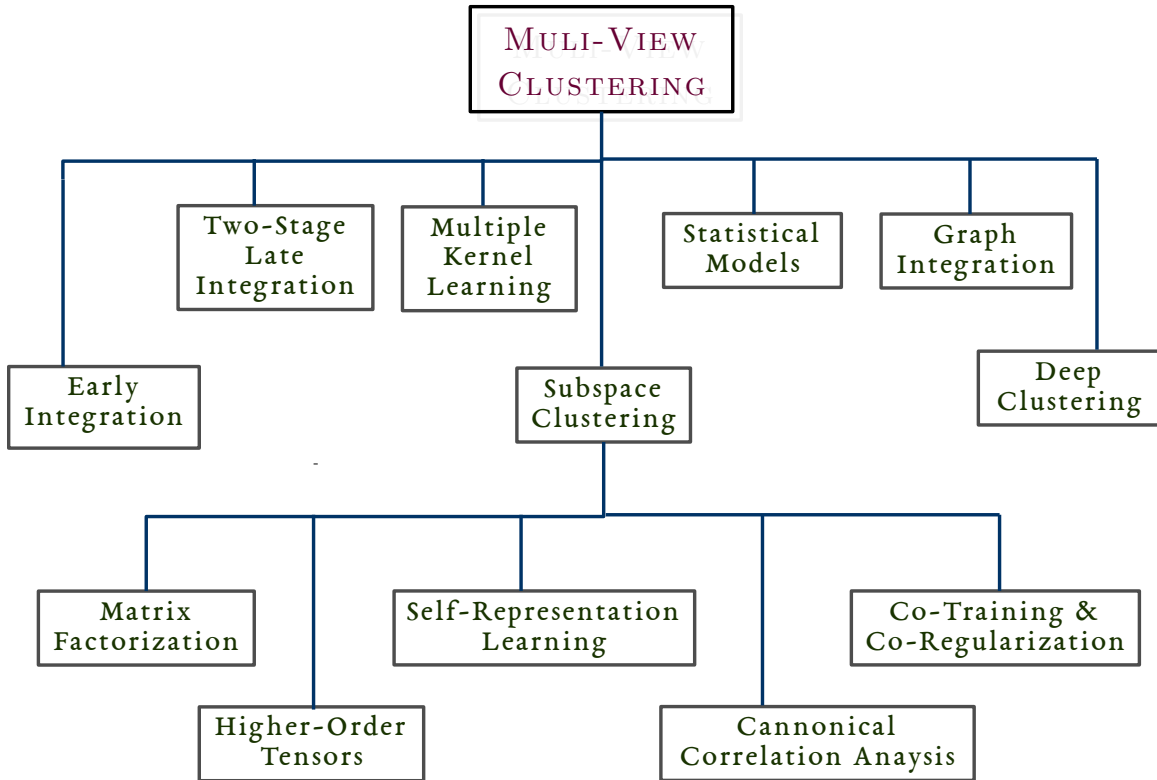 MULI-VIEW
CLUSTERING
Two-Stage
Late
Integration
Multiple
Kernel
Learning
Statistical
Models
Graph
Integration
Early
Integration
Subspace
Clustering
Deep
Clustering
Matrix
Factorization
Self-Representation
Learning
Co-Training &
Co-Regularization
Higher-Order
Tensors
Cannonical
Correlation Anaysis